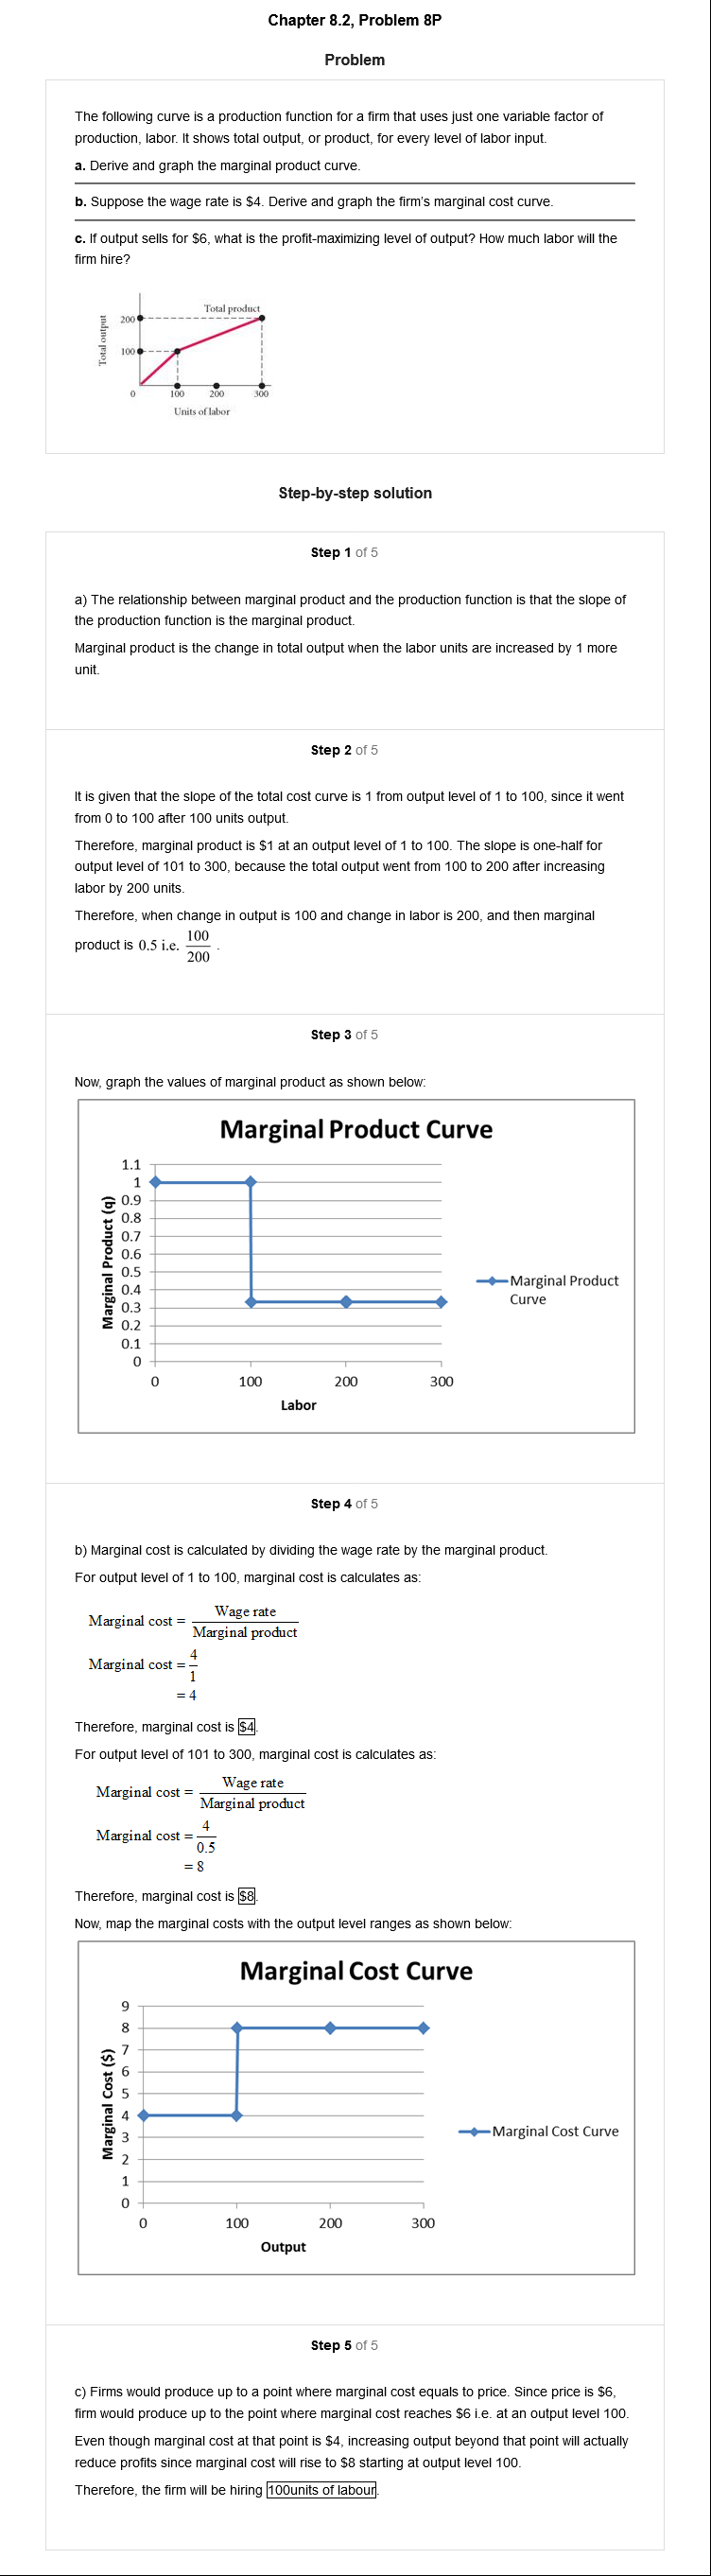 Chapter 8.2, Problem 8P
Problem
The following curve is a production function for a firm that uses just one variable factor of
production, labor. It shows total output, or product, for every level of labor input.
a. Derive and graph the marginal product curve.
b. Suppose the wage rate is $4. Derive and graph the firm's marginal cost curve.
c. If output sells for $6, what is the profit-maximizing level of output? How much labor will the
firm hire?
Total product
Total output
200
100
0 100 200 300
Units of labor
Step-by-step solution
Step 1 of 5
a) The relationship between marginal product and the production function is that the slope of
the production function is the marginal product.
Marginal product is the change in total output when the labor units are increased by 1 more
unit.
Step 2 of 5
It is given that the slope of the total cost curve is 1 from output level of 1 to 100, since it went
from 0 to 100 after 100 units output.
Therefore, marginal product is $1 at an output level of 1 to 100. The slope is one-half for
output level of 101 to 300, because the total output went from 100 to 200 after increasing
labor by 200 units.
Therefore, when change in output is 100 and change in labor is 200, and then marginal
product is 0.5 i.e. 100/200 .
Step 3 of 5
Now, graph the values of marginal product as shown below:
Marginal Product Curve
Marginal Product (q)
1.1
1
0.9
0.8
0.7
0.6
0.5
0.4
0.3
0.2
0.1
0
0 100 200 300
Labor
Marginal Product
Curve
Step 4 of 5
b) Marginal cost is calculated by dividing the wage rate by the marginal product.
For output level of 1 to 100, marginal cost is calculates as:
Marginal cost = Wage rate / Marginal product
Marginal cost = 4/1
= 4
Therefore, marginal cost is $4.
For output level of 101 to 300, marginal cost is calculates as:
Marginal cost = Wage rate / Marginal product
Marginal cost = 4/0.5
= 8
Therefore, marginal cost is $8.
Now, map the marginal costs with the output level ranges as shown below:
Marginal Cost Curve
Marginal Cost ($)
9
8
7
6
5
4
3
2
1
0
0 100 200 300
Output
Marginal Cost Curve
Step 5 of 5
c) Firms would produce up to a point where marginal cost equals to price. Since price is $6,
firm would produce up to the point where marginal cost reaches $6 i.e. at an output level 100.
Even though marginal cost at that point is $4, increasing output beyond that point will actually
reduce profits since marginal cost will rise to $8 starting at output level 100.
Therefore, the firm will be hiring 100units of labour.